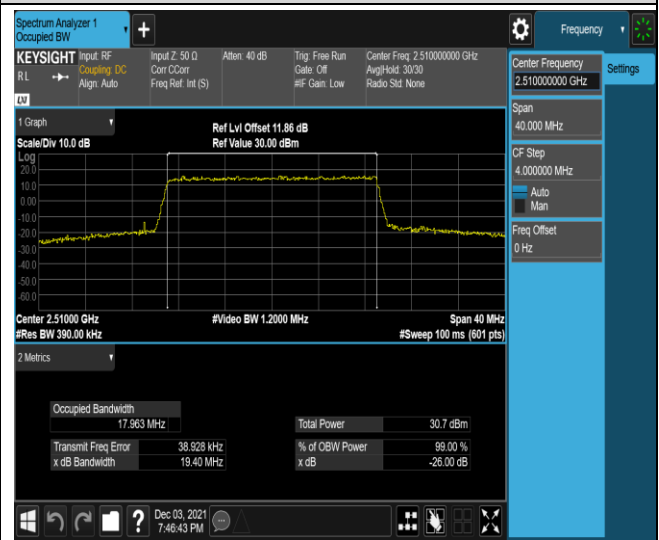 Spectrum Analyzer 1
Occupied BW
+
Frequency
KEYSIGHT
Input: RF
Input Z: 50 Ω
Atten: 40 dB
Trig: Free Run
Center Freq: 2.510000000 GHz
RL
Coupling: DC
Corr CCorr
Gate: Off
Avg|Hold: 30/30
Align: Auto
Freq Ref: Int (S)
#IF Gain: Low
Radio Std: None
LXI
Center Frequency
2.510000000 GHz
Settings
Span
40.000 MHz
CF Step
4.000000 MHz
Auto
Man
Freq Offset
0 Hz
1 Graph
Ref Lvl Offset 11.86 dB
Scale/Div 10.0 dB
Ref Value 30.00 dBm
Log
20.0
10.0
0.00
-10.0
-20.0
-30.0
-40.0
-50.0
-60.0
Center 2.51000 GHz
#Video BW 1.2000 MHz
Span 40 MHz
#Res BW 390.00 kHz
#Sweep 100 ms (601 pts)
2 Metrics
Occupied Bandwidth
17.963 MHz
Total Power
30.7 dBm
Transmit Freq Error
38.928 kHz
% of OBW Power
99.00 %
x dB Bandwidth
19.40 MHz
x dB
-26.00 dB
?
Dec 03, 2021
7:46:43 PM